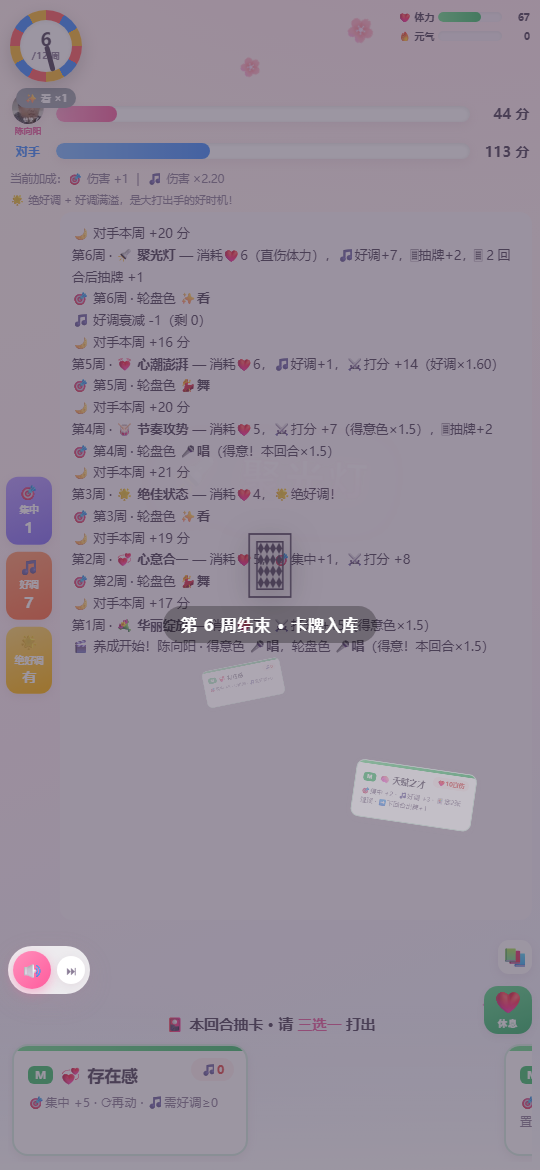 6
/12 周
体力 67
元气 0
看 ×1
陈向阳
44 分
对手
113 分
当前加成: 伤害 +1 | 伤害 ×2.20
绝好调 + 好调满溢,是大打出手的好时机!
对手本周 +20 分
第6周 · 聚光灯 — 消耗 6(直伤体力), 好调+7, 抽牌+2, 2 回
合后抽牌 +1
第6周 · 轮盘色 看
好调衰减 -1(剩 0)
对手本周 +16 分
第5周 · 心潮澎湃 — 消耗 6, 好调+1, 打分 +14(好调×1.60)
第5周 · 轮盘色 舞
对手本周 +20 分
第4周 · 节奏攻势 — 消耗 5, 打分 +7(得意色×1.5), 抽牌+2
第4周 · 轮盘色 唱(得意!本回合×1.5)
对手本周 +21 分
第3周 · 绝佳状态 — 消耗 4, 绝好调!
第3周 · 轮盘色 看
对手本周 +19 分
第2周 · 心意合一 — 消耗 集中+1, 打分 +8
第2周 · 轮盘色 舞
对手本周 +17 分
第1周 · 华丽绽放
第 6 周结束 • 卡牌入库
养成开始!陈向阳 · 得意色 唱,轮盘色 唱(得意!本回合×1.5)
集中
1
好调
7
绝好调
有
M 存在感
M 天赋之才
休息
本回合抽卡 • 请 三选一 打出
M 存在感 0
集中 +5 · 再动 · 需好调≥0
置